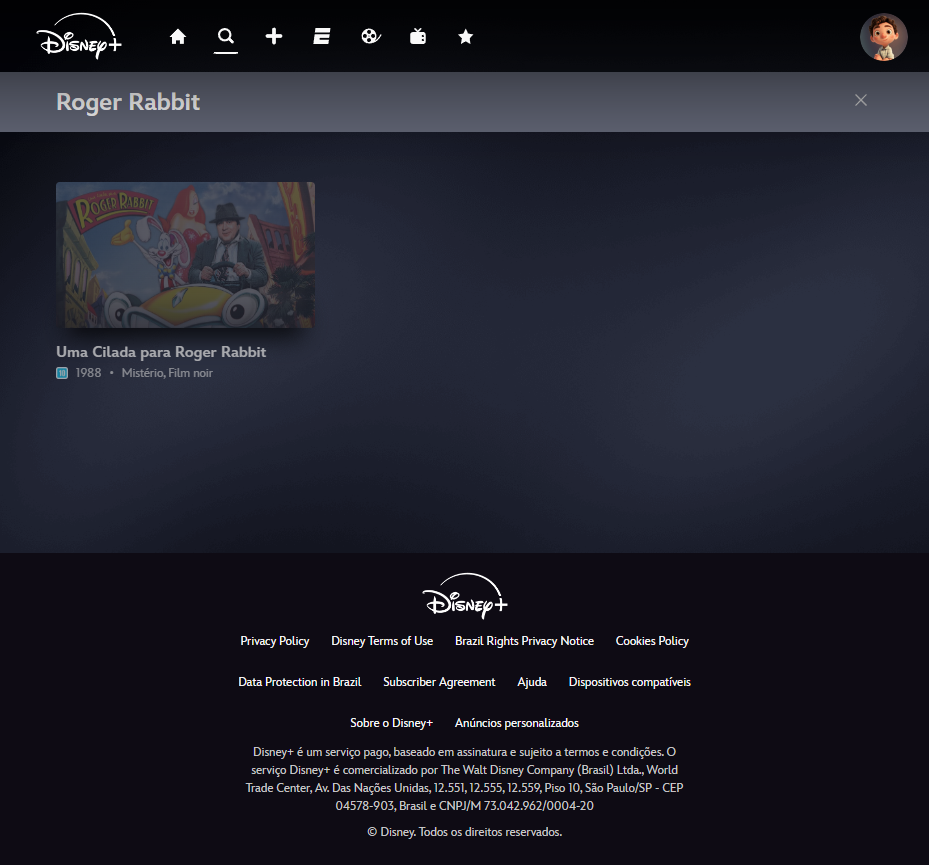 Disney+
Roger Rabbit
ROGER RABBIT
Uma Cilada para Roger Rabbit
10 1988 • Mistério, Film noir
Disney+
Privacy Policy Disney Terms of Use Brazil Rights Privacy Notice Cookies Policy
Data Protection in Brazil Subscriber Agreement Ajuda Dispositivos compatíveis
Sobre o Disney+ Anúncios personalizados
Disney+ é um serviço pago, baseado em assinatura e sujeito a termos e condições. O
serviço Disney+ é comercializado por The Walt Disney Company (Brasil) Ltda., World
Trade Center, Av. Das Nações Unidas, 12.551, 12.555, 12.559, Piso 10, São Paulo/SP - CEP
04578-903, Brasil e CNPJ/M 73.042.962/0004-20
© Disney. Todos os direitos reservados.